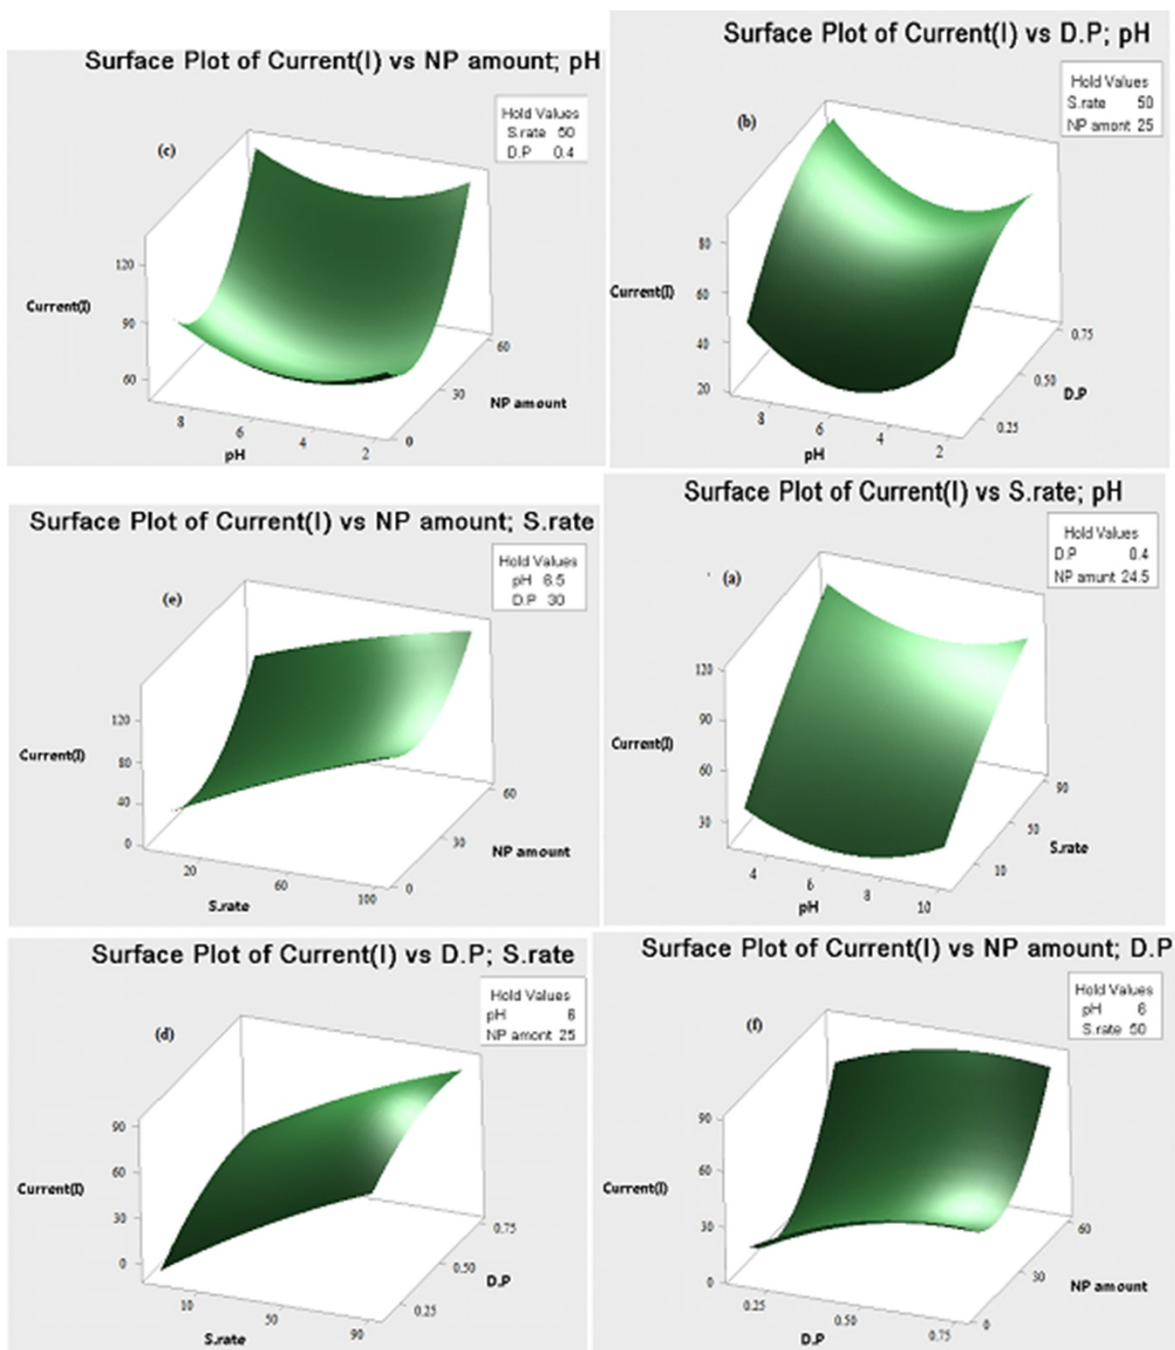 Surface Plot of Current(I) vs NP amount; pH
Hold Values
S.rate 50
D.P 0.4
(c)
120
90
60
Current(I)
8
6
4
2
pH
0
30
60
NP amount
Surface Plot of Current(I) vs D.P; pH
Hold Values
S.rate 50
NP amont 25
(b)
80
60
40
20
Current(I)
8
6
4
2
pH
0.25
0.50
0.75
D.P
Surface Plot of Current(I) vs NP amount; S.rate
Hold Values
pH 6.5
D.P 30
(e)
120
80
40
0
Current(I)
20
60
100
S.rate
0
30
60
NP amount
Surface Plot of Current(I) vs S.rate; pH
Hold Values
D.P 0.4
NP amunt 24.5
(a)
120
90
60
30
Current(I)
4
6
8
10
pH
10
50
90
S.rate
Surface Plot of Current(I) vs D.P; S.rate
Hold Values
pH 6
NP amont 25
(d)
90
60
30
0
Current(I)
10
50
90
S.rate
0.25
0.50
0.75
D.P
Surface Plot of Current(I) vs NP amount; D.P
Hold Values
pH 6
S.rate 50
(f)
90
60
30
0
Current(I)
0.25
0.50
0.75
D.P
0
30
60
NP amount